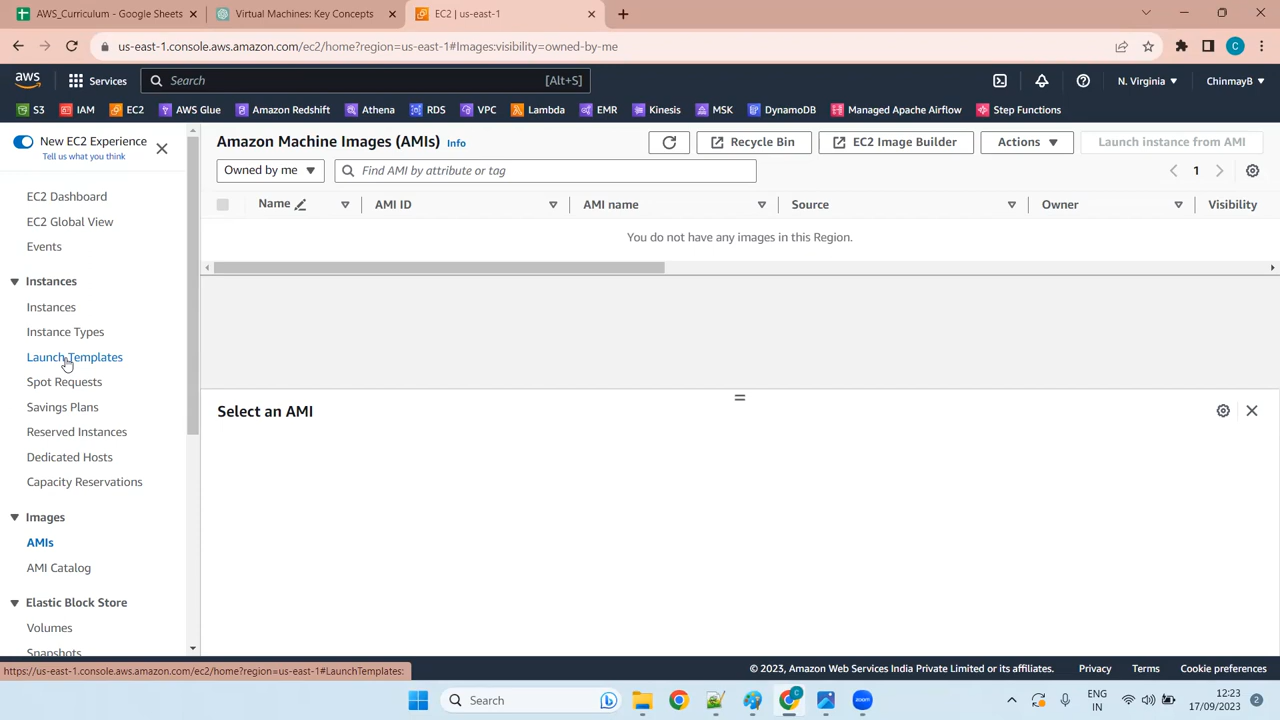 AWS_Curriculum - Google Sheets
Virtual Machines: Key Concepts
EC2 | us-east-1
us-east-1.console.aws.amazon.com/ec2/home?region=us-east-1#Images:visibility=owned-by-me
C
aws
Services
Search
[Alt+S]
N. Virginia
ChinmayB
S3
IAM
EC2
AWS Glue
Amazon Redshift
Athena
RDS
VPC
Lambda
EMR
Kinesis
MSK
DynamoDB
Managed Apache Airflow
Step Functions
New EC2 Experience
Tell us what you think
EC2 Dashboard
EC2 Global View
Events
Instances
Instances
Instance Types
Launch Templates
Spot Requests
Savings Plans
Reserved Instances
Dedicated Hosts
Capacity Reservations
Images
AMIs
AMI Catalog
Elastic Block Store
Volumes
Snapshots
Amazon Machine Images (AMIs) Info
Recycle Bin
EC2 Image Builder
Actions
Launch instance from AMI
Owned by me
Find AMI by attribute or tag
1
Name
AMI ID
AMI name
Source
Owner
Visibility
You do not have any images in this Region.
Select an AMI
https://us-east-1.console.aws.amazon.com/ec2/home?region=us-east-1#LaunchTemplates:
© 2023, Amazon Web Services India Private Limited or its affiliates.
Privacy
Terms
Cookie preferences
Search
C
zoom
ENG
IN
12:23
17/09/2023
2